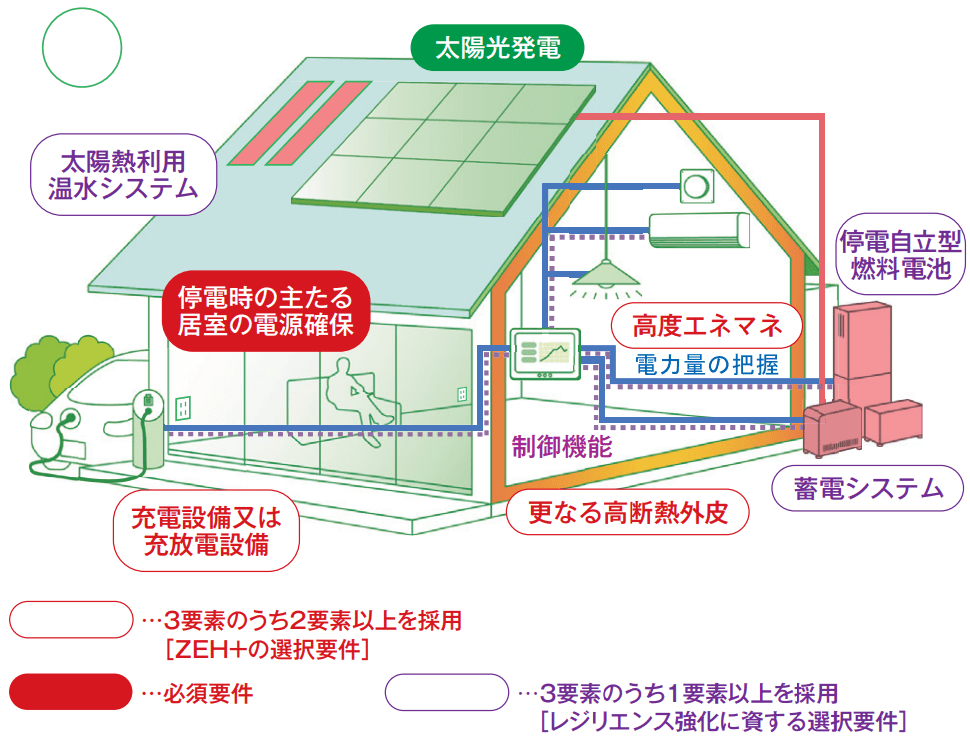 太陽光発電
太陽熱利用
温水システム
停電自立型
燃料電池
停電時の主たる
居室の電源確保
高度エネマネ
電力量の把握
制御機能
蓄電システム
更なる高断熱外皮
充電設備又は
充放電設備
…3要素のうち2要素以上を採用
[ZEH+の選択要件]
…必須要件
…3要素のうち1要素以上を採用
[レジリエンス強化に資する選択要件]